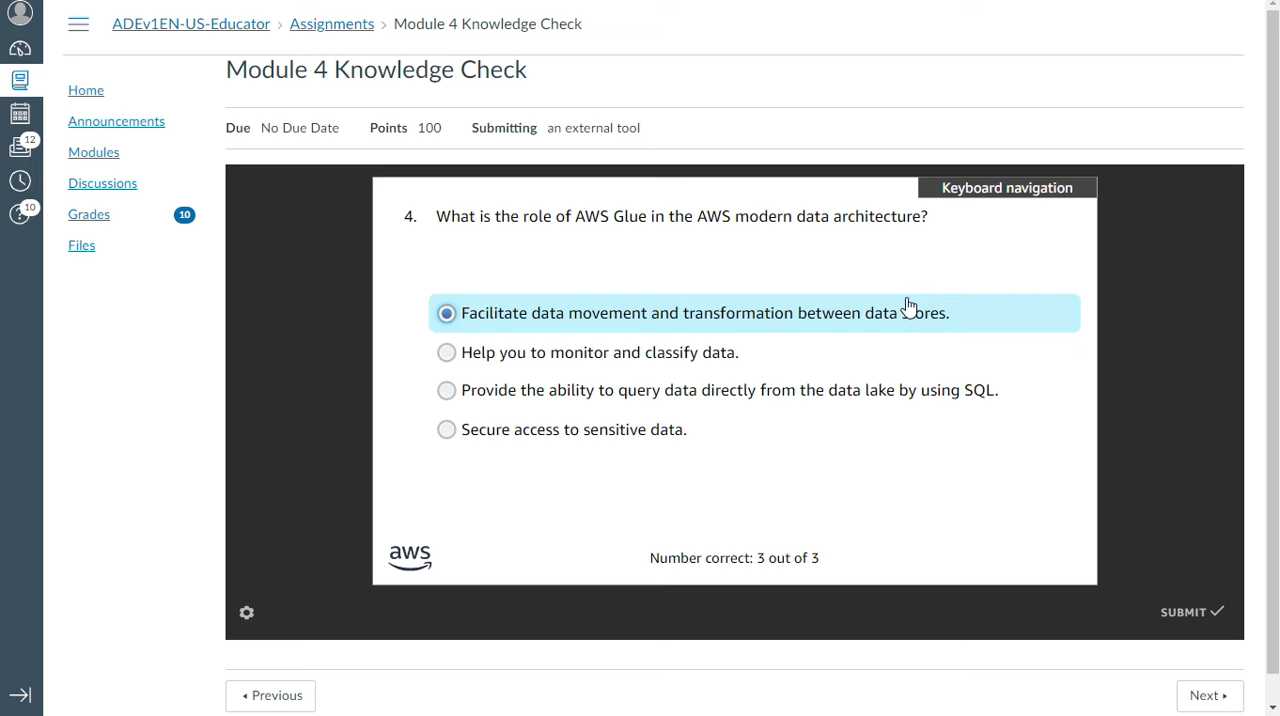 ADEv1EN-US-Educator › Assignments › Module 4 Knowledge Check
Module 4 Knowledge Check
Home
Announcements
Modules
Discussions
Grades 10
Files
12
10
Due No Due Date Points 100 Submitting an external tool
Keyboard navigation
4. What is the role of AWS Glue in the AWS modern data architecture?
Facilitate data movement and transformation between data stores.
Help you to monitor and classify data.
Provide the ability to query data directly from the data lake by using SQL.
Secure access to sensitive data.
aws
Number correct: 3 out of 3
SUBMIT
Previous
Next